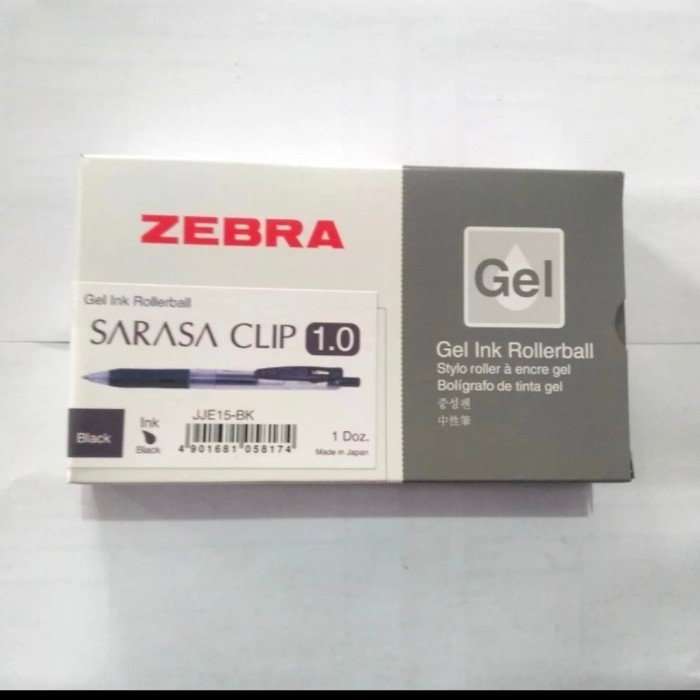 ZEBRA
Gel Ink Rollerball
SARASA CLIP 1.0
JJE15-BK
Black
Ink
Black
4 901681 058174
1 Doz.
Made in Japan
Gel
Gel Ink Rollerball
Stylo roller à encre gel
Bolígrafo de tinta gel
중성펜
中性筆